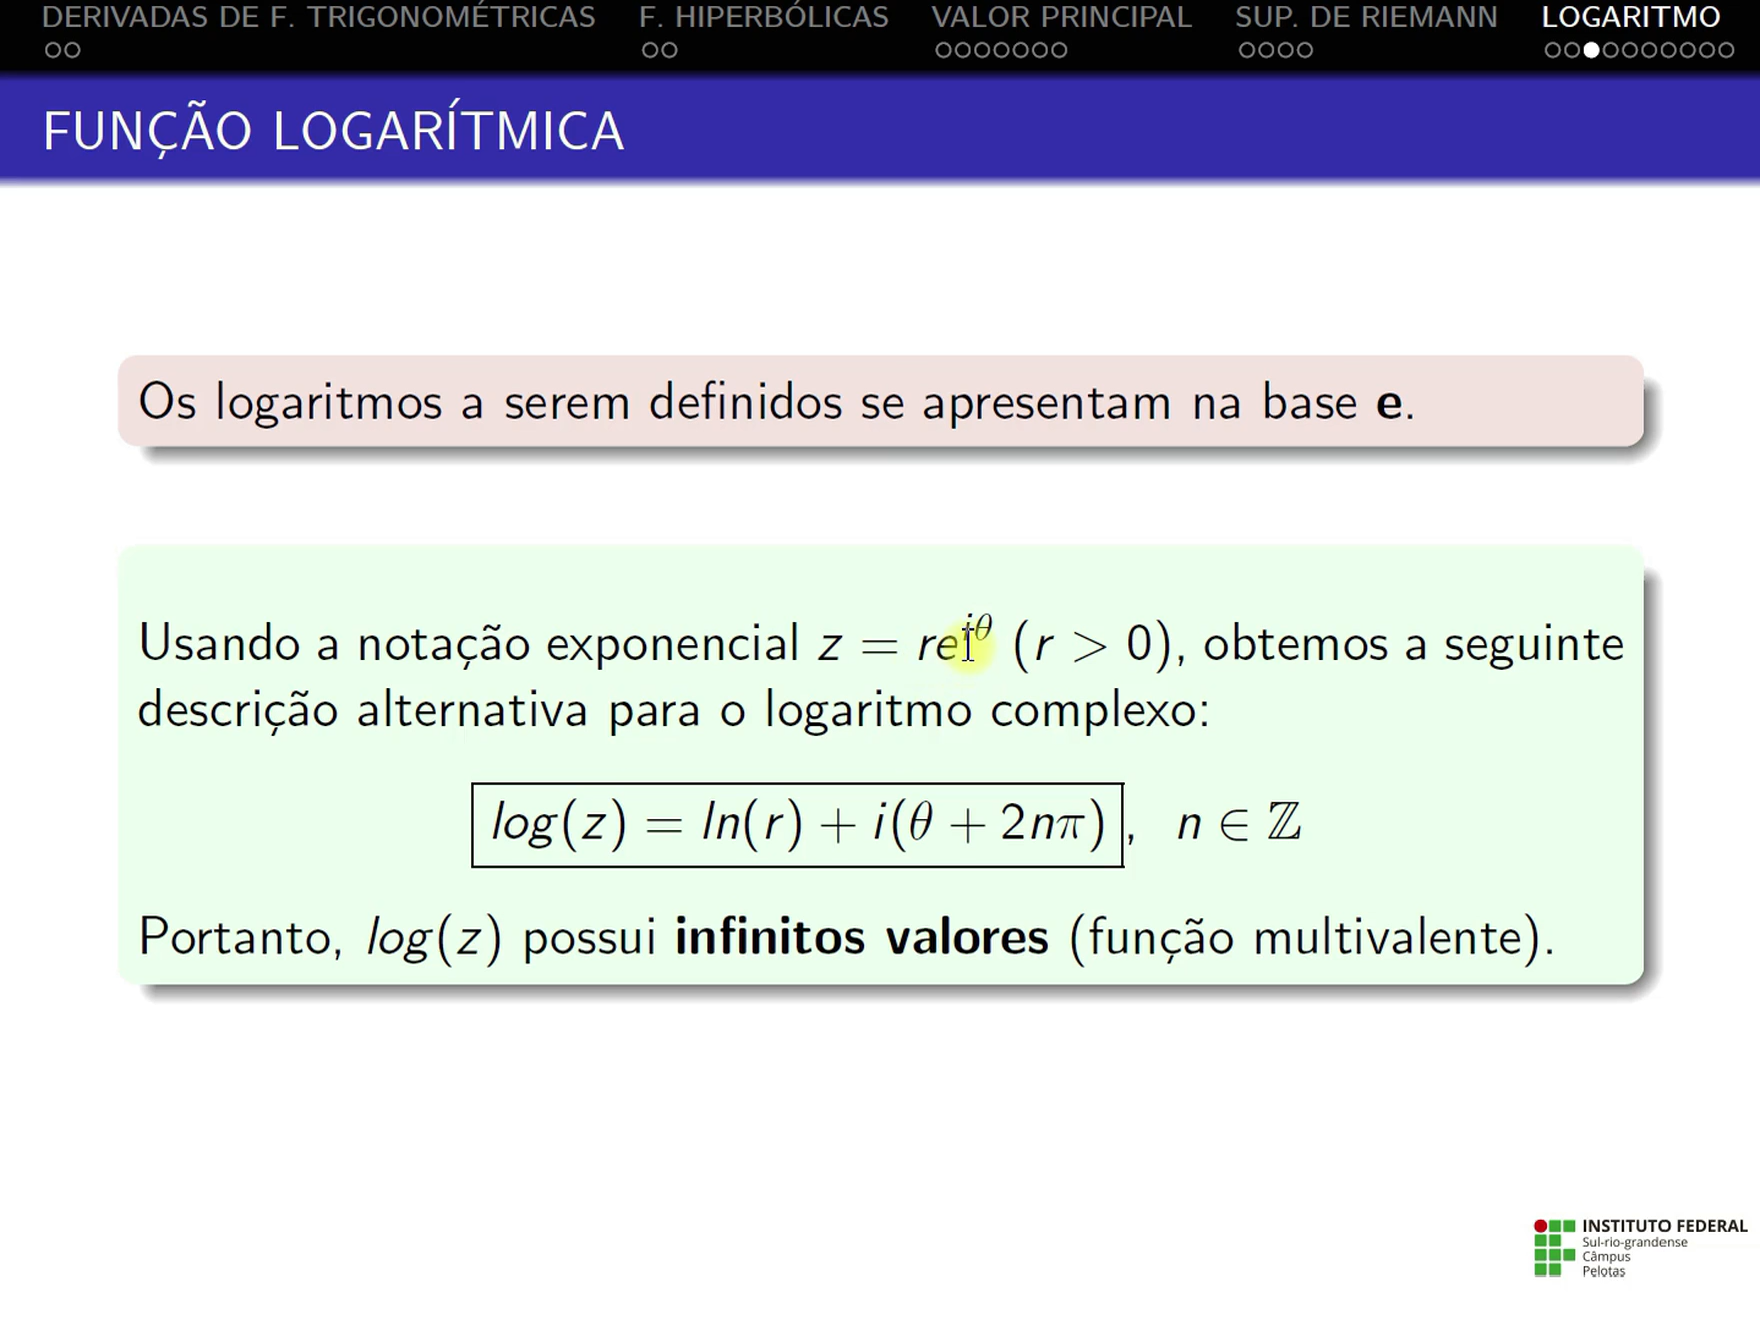 DERIVADAS DE F. TRIGONOMÉTRICAS F. HIPERBÓLICAS VALOR PRINCIPAL SUP. DE RIEMANN LOGARITMO
FUNÇÃO LOGARÍTMICA
Os logaritmos a serem definidos se apresentam na base e.
Usando a notação exponencial z = re^{iθ} (r > 0), obtemos a seguinte
descrição alternativa para o logaritmo complexo:
log(z) = ln(r) + i(θ + 2nπ), n ∈ ℤ
Portanto, log(z) possui infinitos valores (função multivalente).
INSTITUTO FEDERAL
Sul-rio-grandense
Câmpus
Pelotas